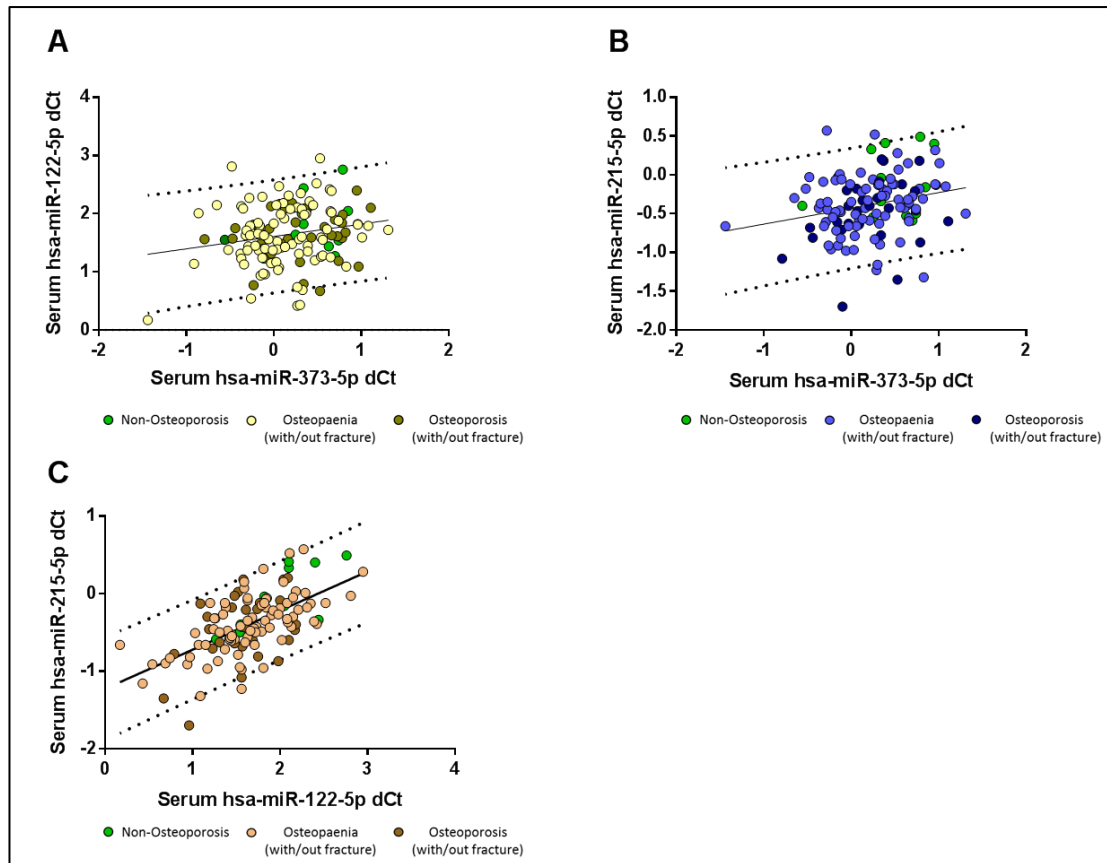 A
Serum hsa-miR-122-5p dCt
4
3
2
1
0
-2 -1 0 1 2
Serum hsa-miR-373-5p dCt
Non-Osteoporosis Osteopaenia Osteoporosis
(with/out fracture) (with/out fracture)
B
Serum hsa-miR-215-5p dCt
1.0
0.5
0.0
-0.5
-1.0
-1.5
-2.0
-2 -1 0 1 2
Serum hsa-miR-373-5p dCt
Non-Osteoporosis Osteopaenia Osteoporosis
(with/out fracture) (with/out fracture)
C
Serum hsa-miR-215-5p dCt
1
0
-1
-2
0 1 2 3 4
Serum hsa-miR-122-5p dCt
Non-Osteoporosis Osteopaenia Osteoporosis
(with/out fracture) (with/out fracture)